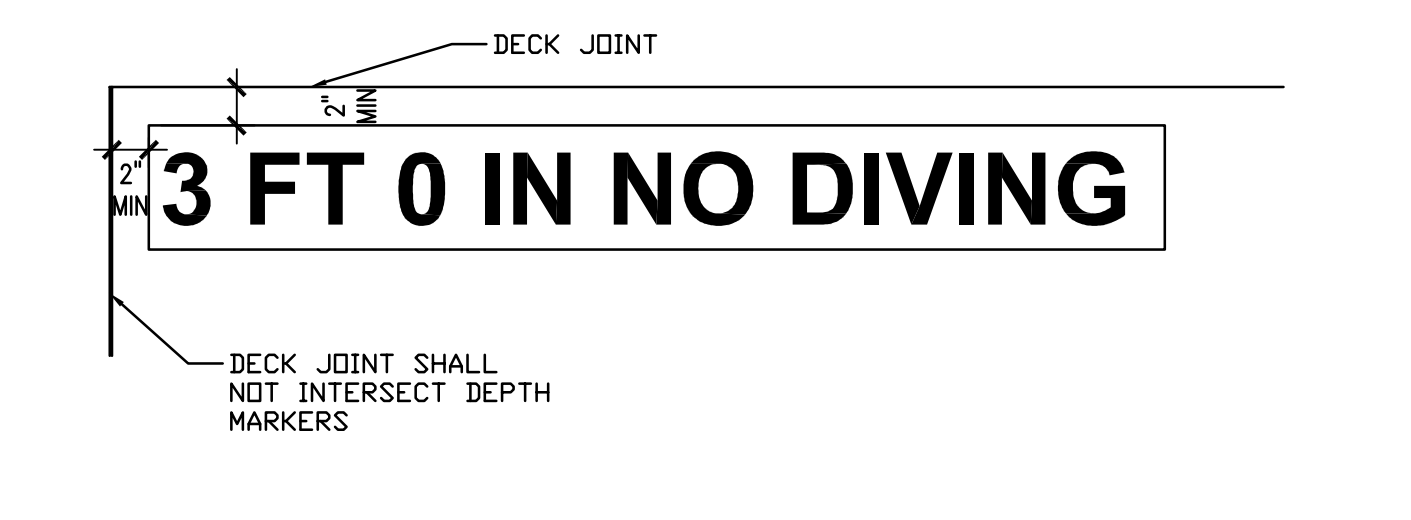 DECK JOINT
2"
MIN
2"
MIN
3 FT 0 IN NO DIVING
DECK JOINT SHALL
NOT INTERSECT DEPTH
MARKERS